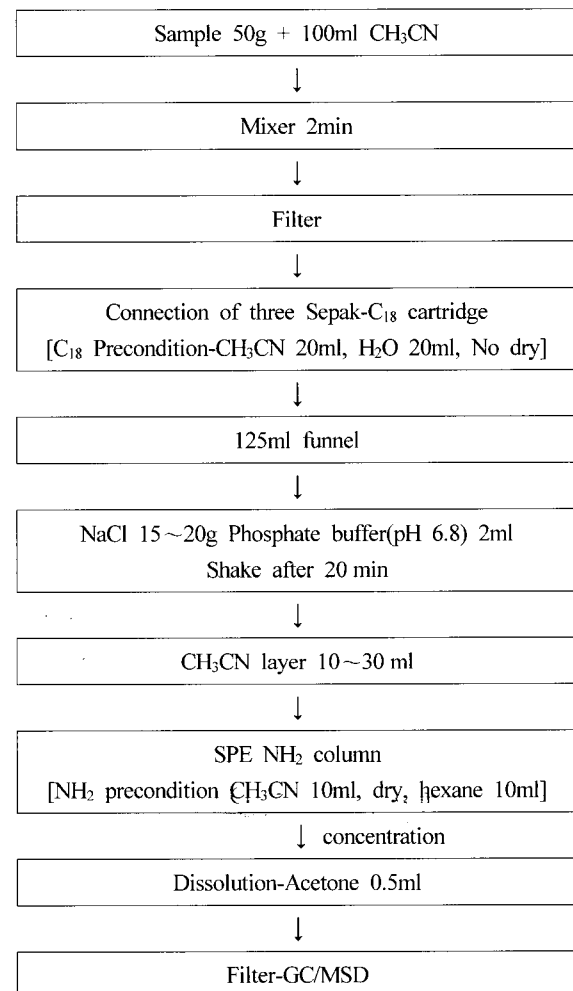 Sample 50g + 100ml CH₃CN
↓
Mixer 2min
↓
Filter
↓
Connection of three Sepak-C₁₈ cartridge
[C₁₈ Precondition-CH₃CN 20ml, H₂O 20ml, No dry]
↓
125ml funnel
↓
NaCl 15~20g Phosphate buffer(pH 6.8) 2ml
Shake after 20 min
↓
CH₃CN layer 10~30 ml
↓
SPE NH₂ column
[NH₂ precondition CH₃CN 10ml, dry, hexane 10ml]
↓ concentration
Dissolution-Acetone 0.5ml
↓
Filter-GC/MSD